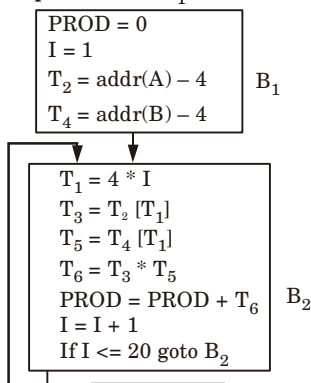 PROD = 0
I = 1
T₂ = addr(A) – 4
T₄ = addr(B) – 4
B₁
T₁ = 4 * I
T₃ = T₂ [T₁]
T₅ = T₄ [T₁]
T₆ = T₃ * T₅
PROD = PROD + T₆
I = I + 1
If I <= 20 goto B₂
B₂